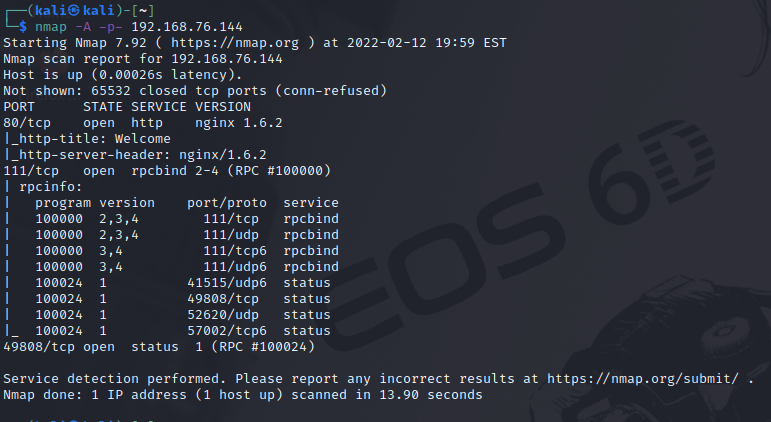 ┌──(kali㉿kali)-[~]
└─$ nmap -A -p- 192.168.76.144
Starting Nmap 7.92 ( https://nmap.org ) at 2022-02-12 19:59 EST
Nmap scan report for 192.168.76.144
Host is up (0.00026s latency).
Not shown: 65532 closed tcp ports (conn-refused)
PORT      STATE SERVICE VERSION
80/tcp    open  http    nginx 1.6.2
|_http-title: Welcome
|_http-server-header: nginx/1.6.2
111/tcp   open  rpcbind 2-4 (RPC #100000)
| rpcinfo:
|   program version    port/proto  service
|   100000  2,3,4        111/tcp   rpcbind
|   100000  2,3,4        111/udp   rpcbind
|   100000  3,4          111/tcp6  rpcbind
|   100000  3,4          111/udp6  rpcbind
|   100024  1          41515/udp6  status
|   100024  1          49808/tcp   status
|   100024  1          52620/udp   status
|_  100024  1          57002/tcp6  status
49808/tcp open  status  1 (RPC #100024)
Service detection performed. Please report any incorrect results at https://nmap.org/submit/ .
Nmap done: 1 IP address (1 host up) scanned in 13.90 seconds
EOS 6D